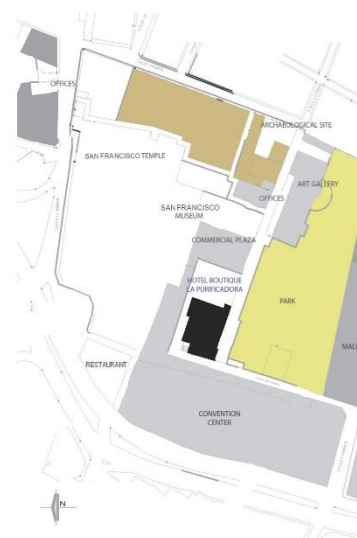 OFFICES
ARCHAEOLOGICAL SITE
SAN FRANCISCO TEMPLE
ART GALLERY
OFFICES
SAN FRANCISCO
MUSEUM
COMMERCIAL PLAZA
HOTEL BOUTIQUE
LA PURIFICADORA
PARK
MALL
RESTAURANT
CONVENTION
CENTER
N